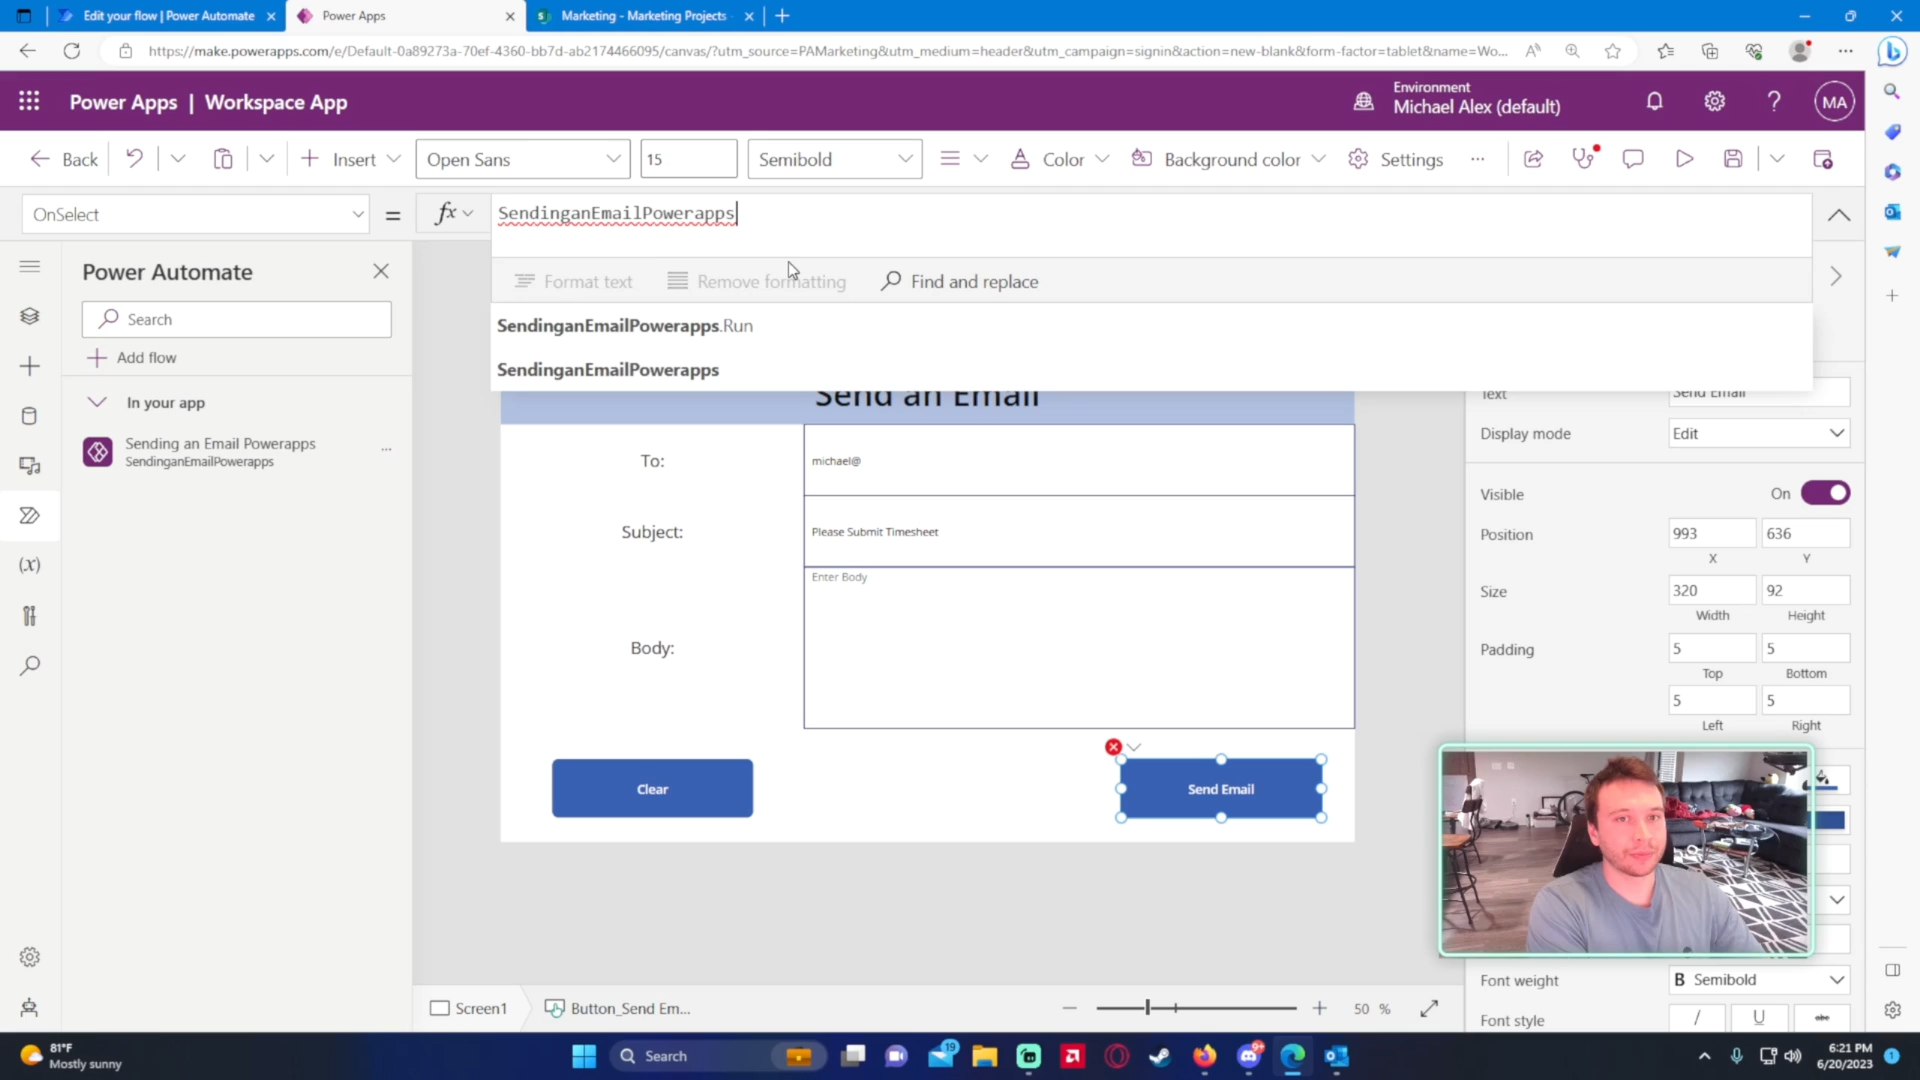 Edit your flow | Power Automate
Power Apps
Marketing - Marketing Projects
https://make.powerapps.com/e/Default-0a89273a-70ef-4360-bb7d-ab2174466095/canvas/?utm_source=PAMarketing&utm_medium=header&utm_campaign=signin&action=new-blank&form-factor=tablet&name=Wo...
Power Apps | Workspace App
Environment
Michael Alex (default)
MA
Back
Insert
Open Sans
15
Semibold
Color
Background color
Settings
OnSelect
=
fx
SendinganEmailPowerapps
Format text
Remove formatting
Find and replace
SendinganEmailPowerapps.Run
SendinganEmailPowerapps
Power Automate
Search
Add flow
In your app
Sending an Email Powerapps
SendinganEmailPowerapps
Send an Email
To:
michael@
Subject:
Please Submit Timesheet
Body:
Enter Body
Clear
Send Email
Text
Send Email
Display mode
Edit
Visible
On
Position
993
636
X
Y
Size
320
92
Width
Height
Padding
5
5
Top
Bottom
5
5
Left
Right
Font weight
B Semibold
Font style
/
U
abc
Screen1
Button_Send Em...
50 %
81°F
Mostly sunny
Search
19
9+
6:21 PM
6/20/2023
1